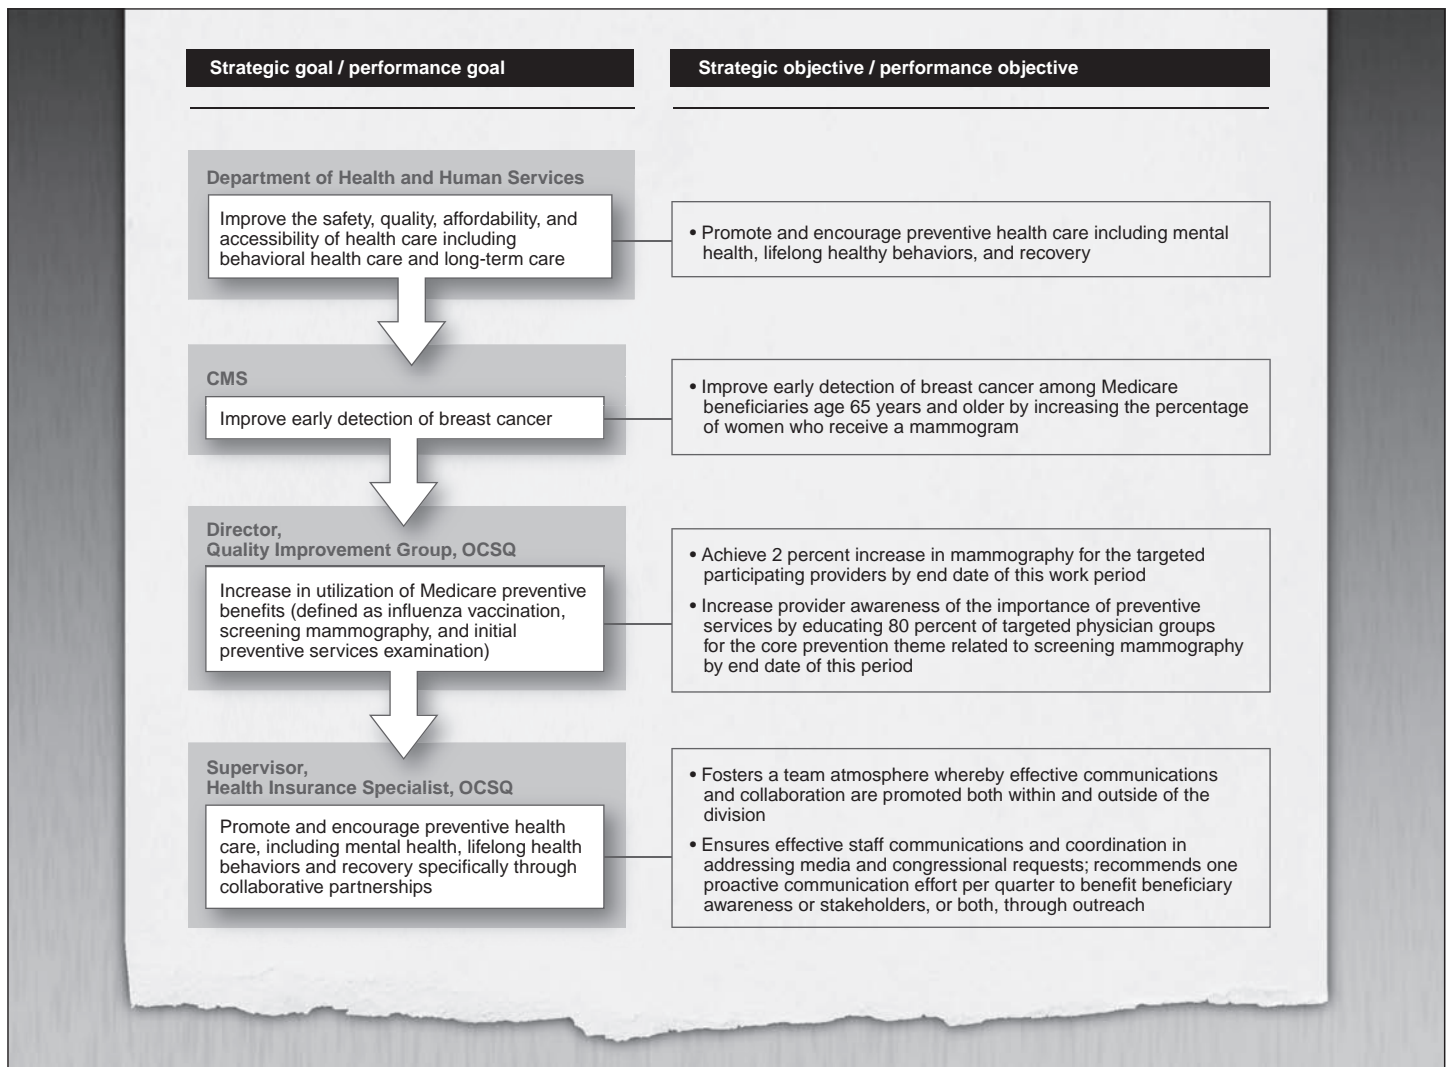 Strategic goal / performance goal
Strategic objective / performance objective
Department of Health and Human Services
Improve the safety, quality, affordability, and
accessibility of health care including
behavioral health care and long-term care
• Promote and encourage preventive health care including mental
health, lifelong healthy behaviors, and recovery
CMS
Improve early detection of breast cancer
• Improve early detection of breast cancer among Medicare
beneficiaries age 65 years and older by increasing the percentage
of women who receive a mammogram
Director,
Quality Improvement Group, OCSQ
Increase in utilization of Medicare preventive
benefits (defined as influenza vaccination,
screening mammography, and initial
preventive services examination)
• Achieve 2 percent increase in mammography for the targeted
participating providers by end date of this work period
• Increase provider awareness of the importance of preventive
services by educating 80 percent of targeted physician groups
for the core prevention theme related to screening mammography
by end date of this period
Supervisor,
Health Insurance Specialist, OCSQ
Promote and encourage preventive health
care, including mental health, lifelong health
behaviors and recovery specifically through
collaborative partnerships
• Fosters a team atmosphere whereby effective communications
and collaboration are promoted both within and outside of the
division
• Ensures effective staff communications and coordination in
addressing media and congressional requests; recommends one
proactive communication effort per quarter to benefit beneficiary
awareness or stakeholders, or both, through outreach